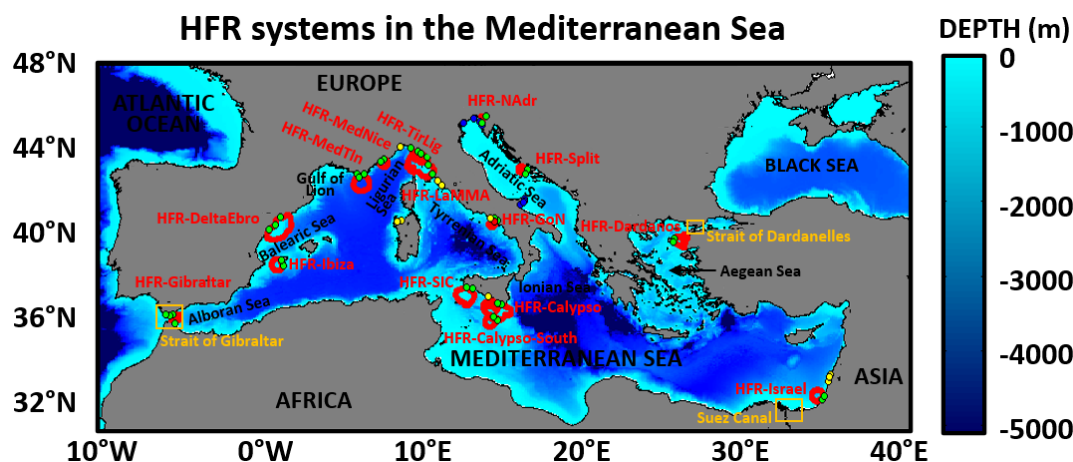 HFR systems in the Mediterranean Sea
DEPTH (m)
48°N
44°N
40°N
36°N
32°N
10°W
0°W
10°E
20°E
30°E
40°E
0
-1000
-2000
-3000
-4000
-5000
EUROPE
ATLANTIC
OCEAN
HFR-NAdr
HFR-TirLig
HFR-MedNice
HFR-MedTln
HFR-Split
BLACK SEA
Adriatic Sea
Gulf of
Lion
Ligurian
Sea
HFR-LaMMA
HFR-DeltaEbro
Balearic Sea
Tyrrenian Sea
HFR-GoN
HFR-Dardanos
Strait of Dardanelles
HFR-Ibiza
Aegean Sea
HFR-Gibraltar
HFR-SIC
Ionian Sea
Alboran Sea
HFR-Calypso
Strait of Gibraltar
HFR-Calypso-South
MEDITERRANEAN SEA
AFRICA
ASIA
HFR-Israel
Suez Canal